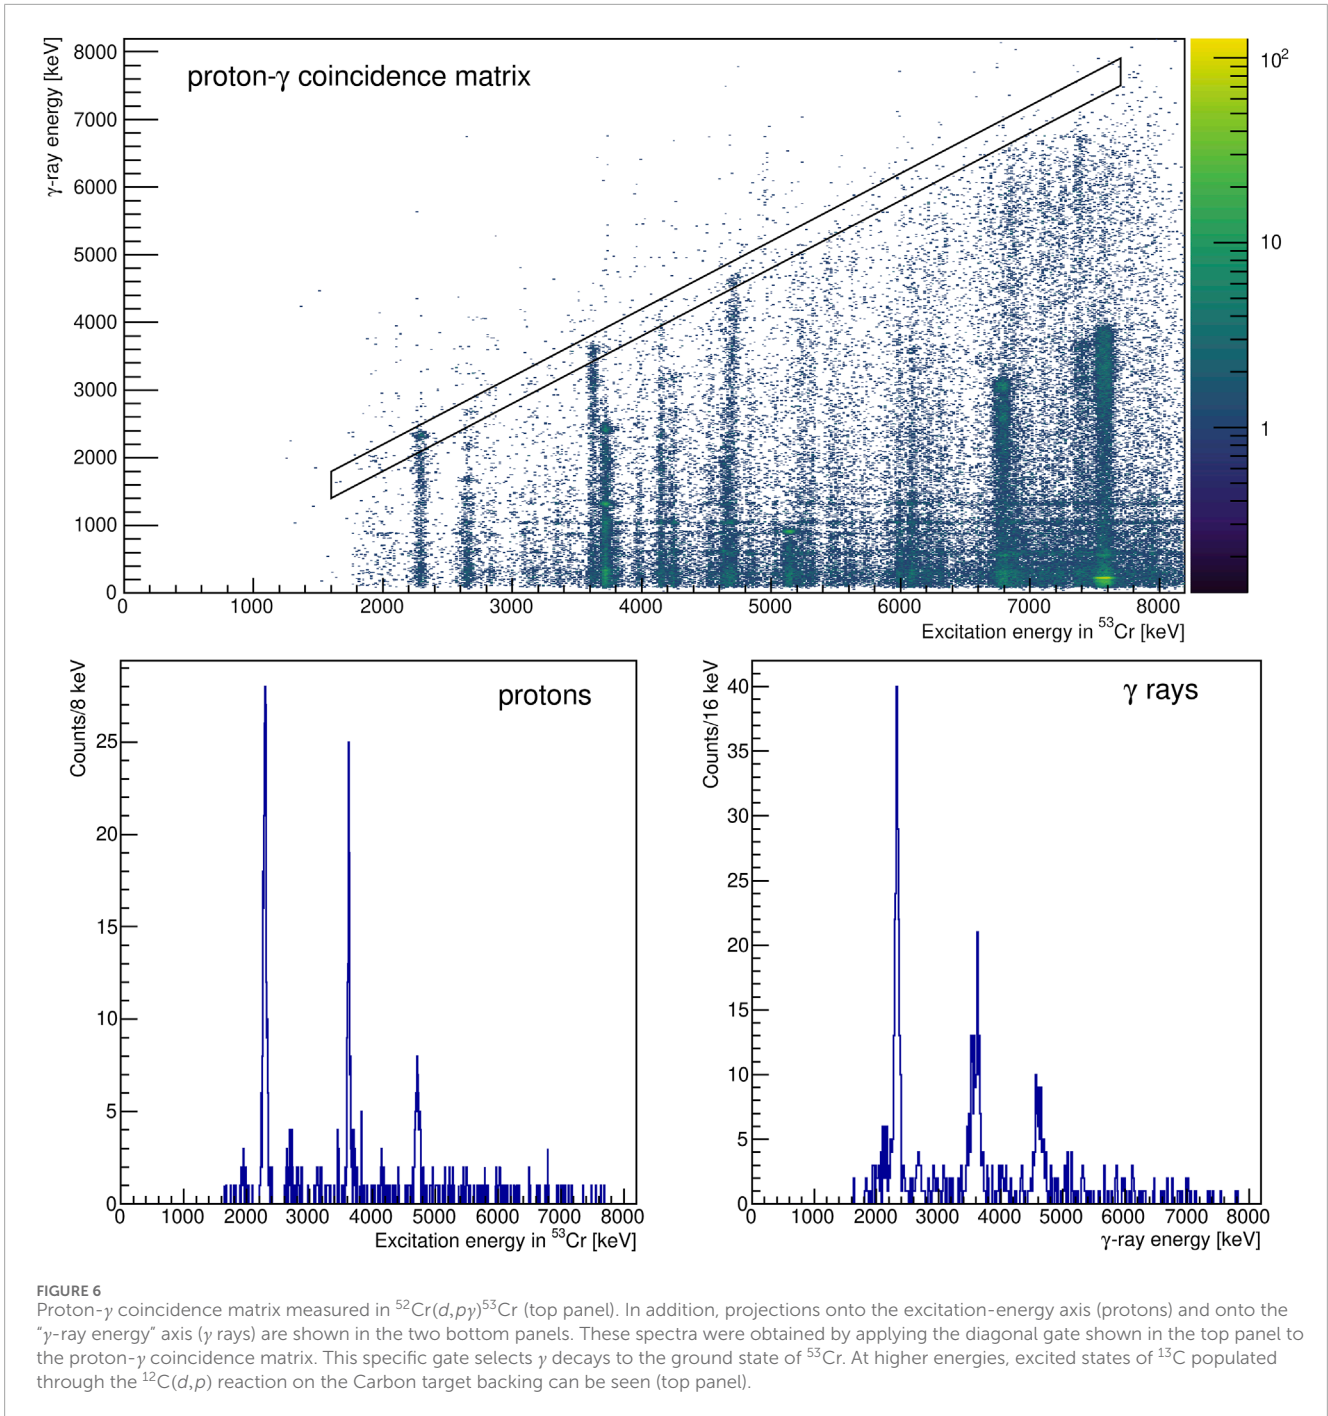 proton-γ coincidence matrix
γ-ray energy [keV]
8000
7000
6000
5000
4000
3000
2000
1000
0
0 1000 2000 3000 4000 5000 6000 7000 8000
Excitation energy in ⁵³Cr [keV]
10²
10
1
protons
Counts/8 keV
25
20
15
10
5
0
0 1000 2000 3000 4000 5000 6000 7000 8000
Excitation energy in ⁵³Cr [keV]
γ rays
Counts/16 keV
40
35
30
25
20
15
10
5
0
0 1000 2000 3000 4000 5000 6000 7000 8000
γ-ray energy [keV]
FIGURE 6
Proton-γ coincidence matrix measured in ⁵²Cr(d,pγ)⁵³Cr (top panel). In addition, projections onto the excitation-energy axis (protons) and onto the
“γ-ray energy” axis (γ rays) are shown in the two bottom panels. These spectra were obtained by applying the diagonal gate shown in the top panel to
the proton-γ coincidence matrix. This specific gate selects γ decays to the ground state of ⁵³Cr. At higher energies, excited states of ¹³C populated
through the ¹²C(d,p) reaction on the Carbon target backing can be seen (top panel).